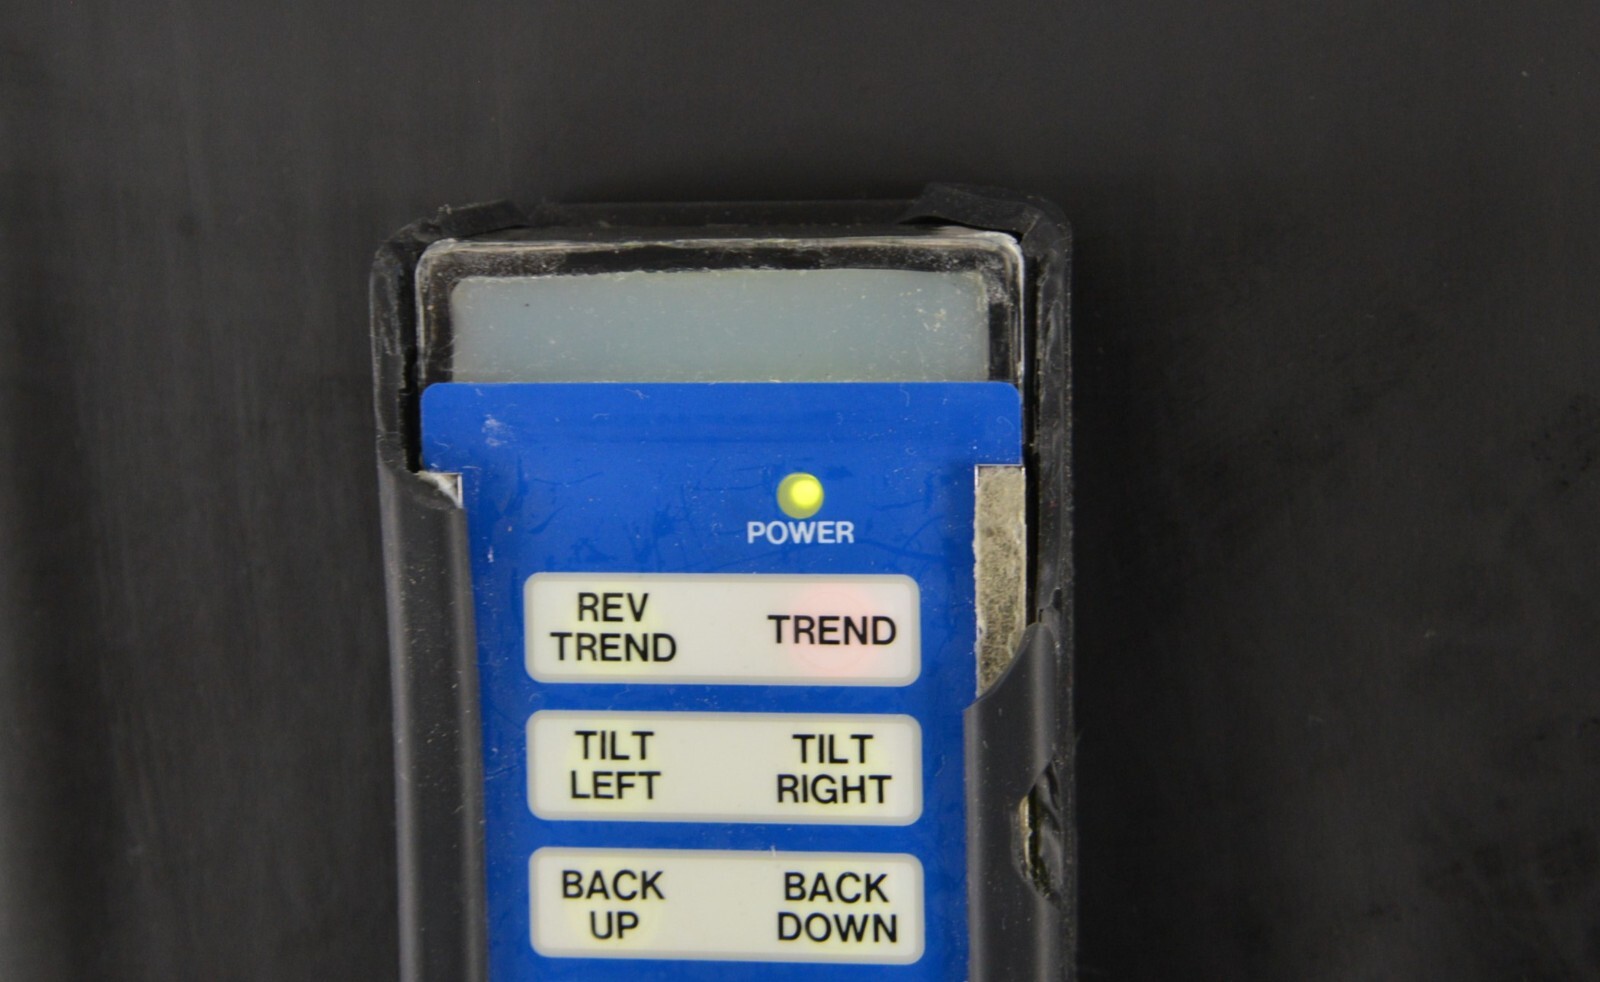 POWER
REV
TREND
TREND
TILT
LEFT
TILT
RIGHT
BACK
UP
BACK
DOWN